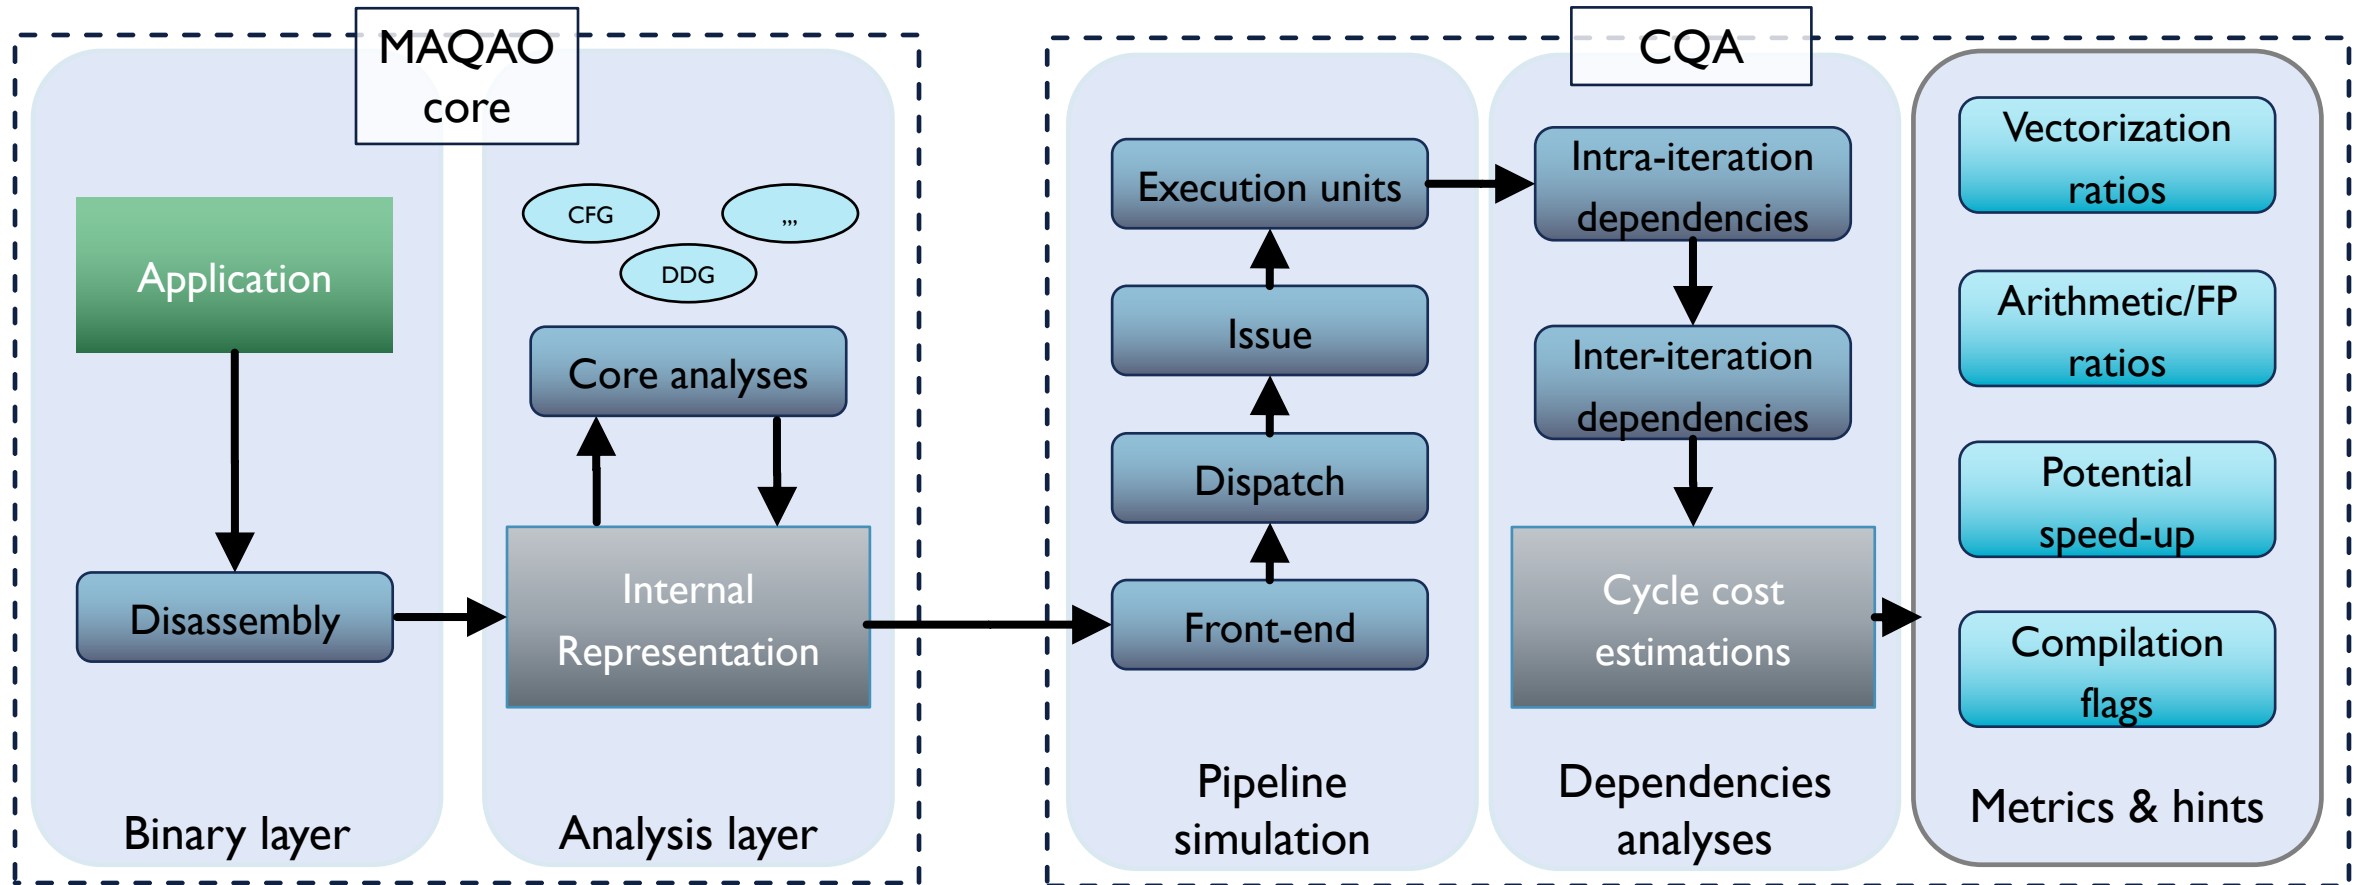 MAQAO
core
Application
Disassembly
Binary layer
CFG
,,,
DDG
Core analyses
Internal
Representation
Analysis layer
CQA
Execution units
Issue
Dispatch
Front-end
Pipeline
simulation
Intra-iteration
dependencies
Inter-iteration
dependencies
Cycle cost
estimations
Dependencies
analyses
Vectorization
ratios
Arithmetic/FP
ratios
Potential
speed-up
Compilation
flags
Metrics & hints